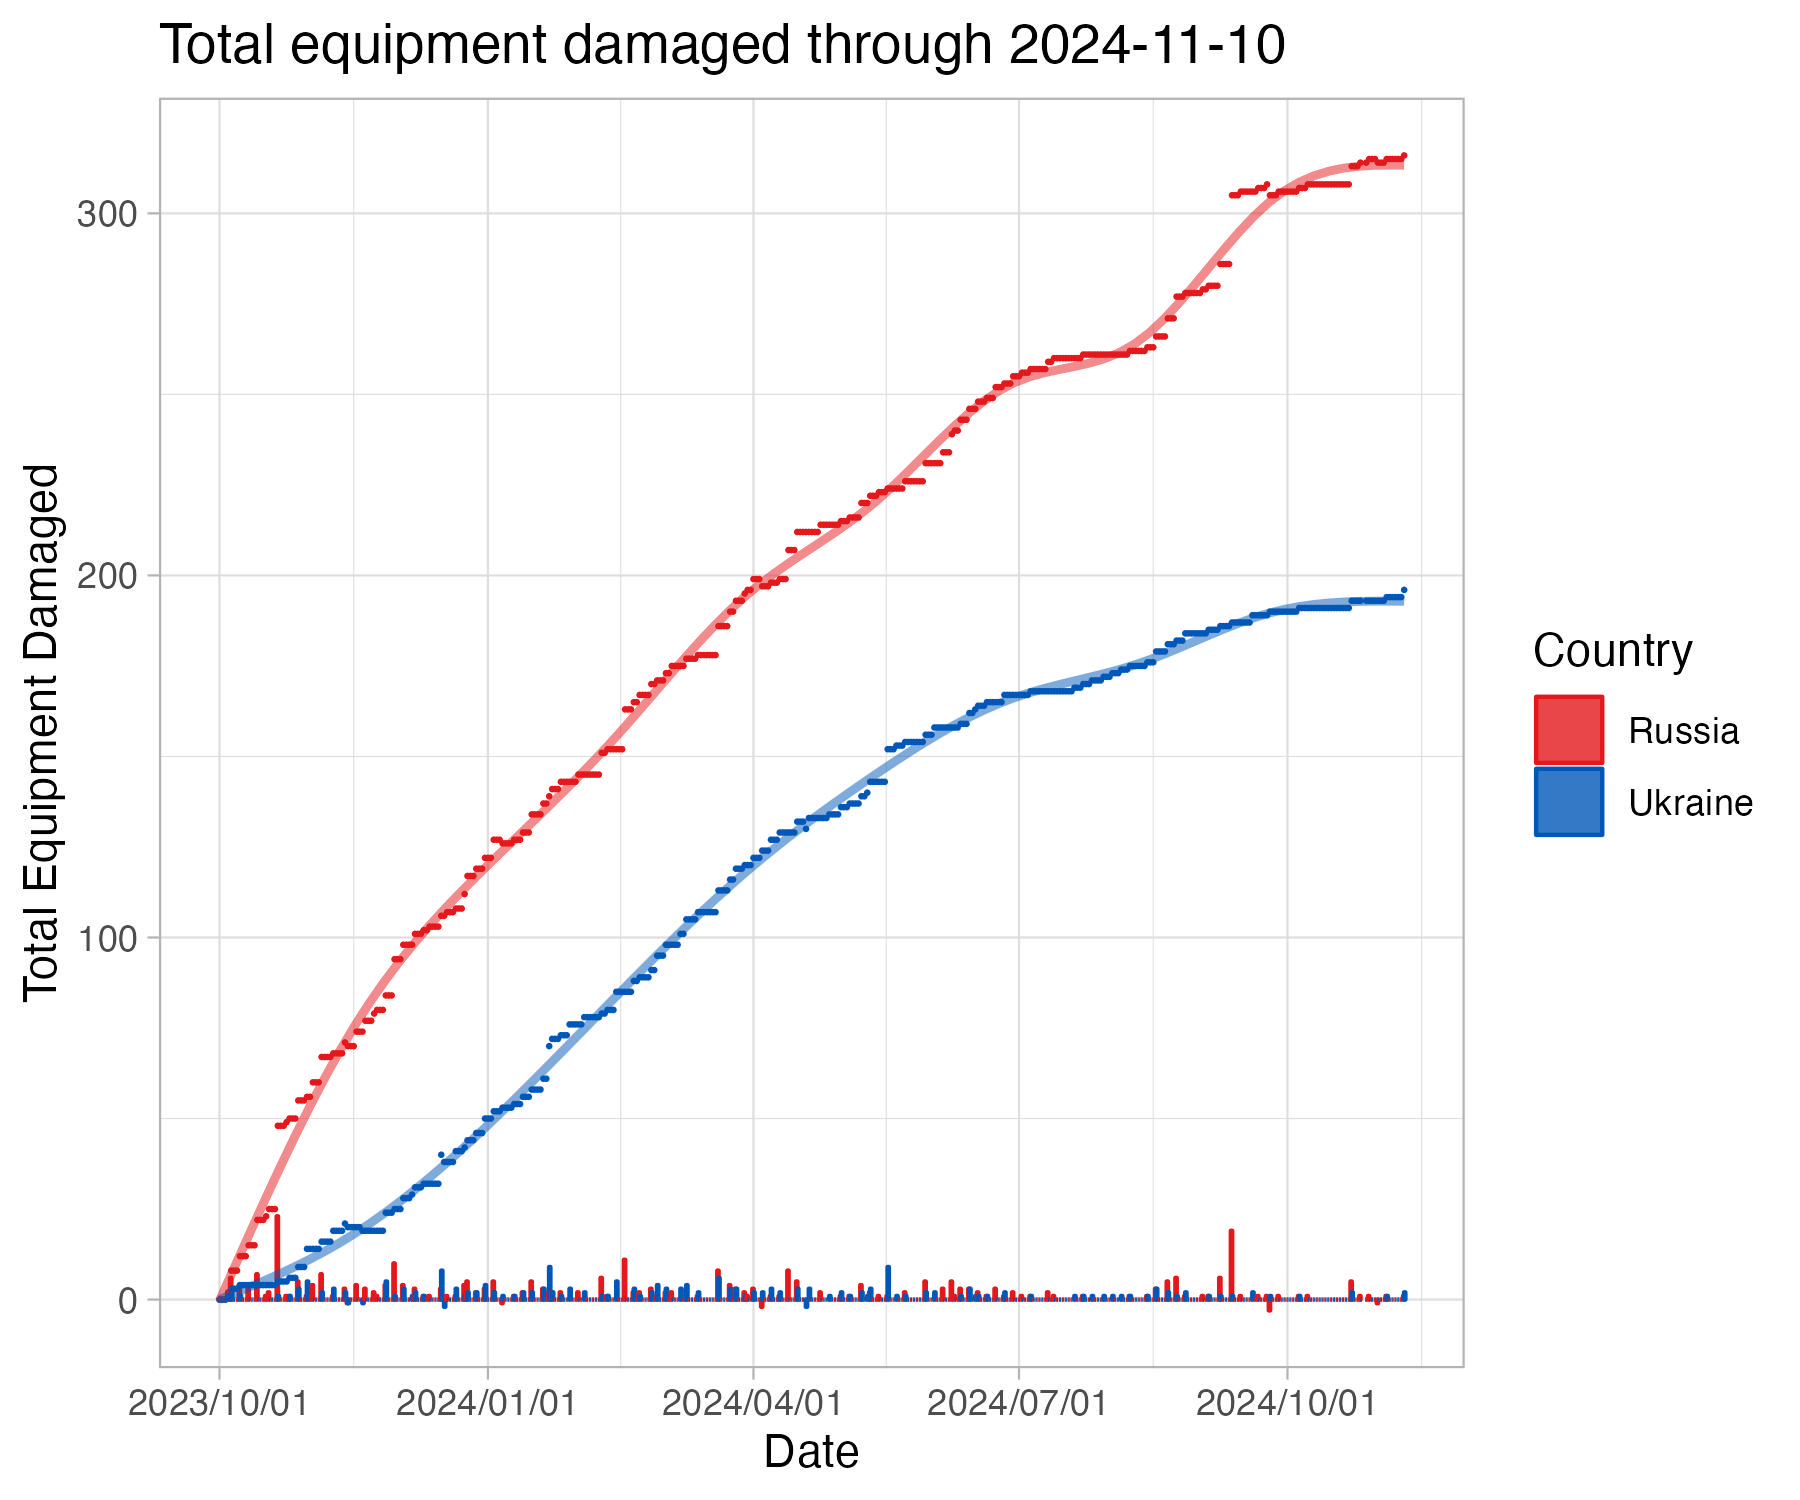 Total equipment damaged through 2024-11-10
Total Equipment Damaged
300
200
100
0
2023/10/01
2024/01/01
2024/04/01
2024/07/01
2024/10/01
Date
Country
Russia
Ukraine